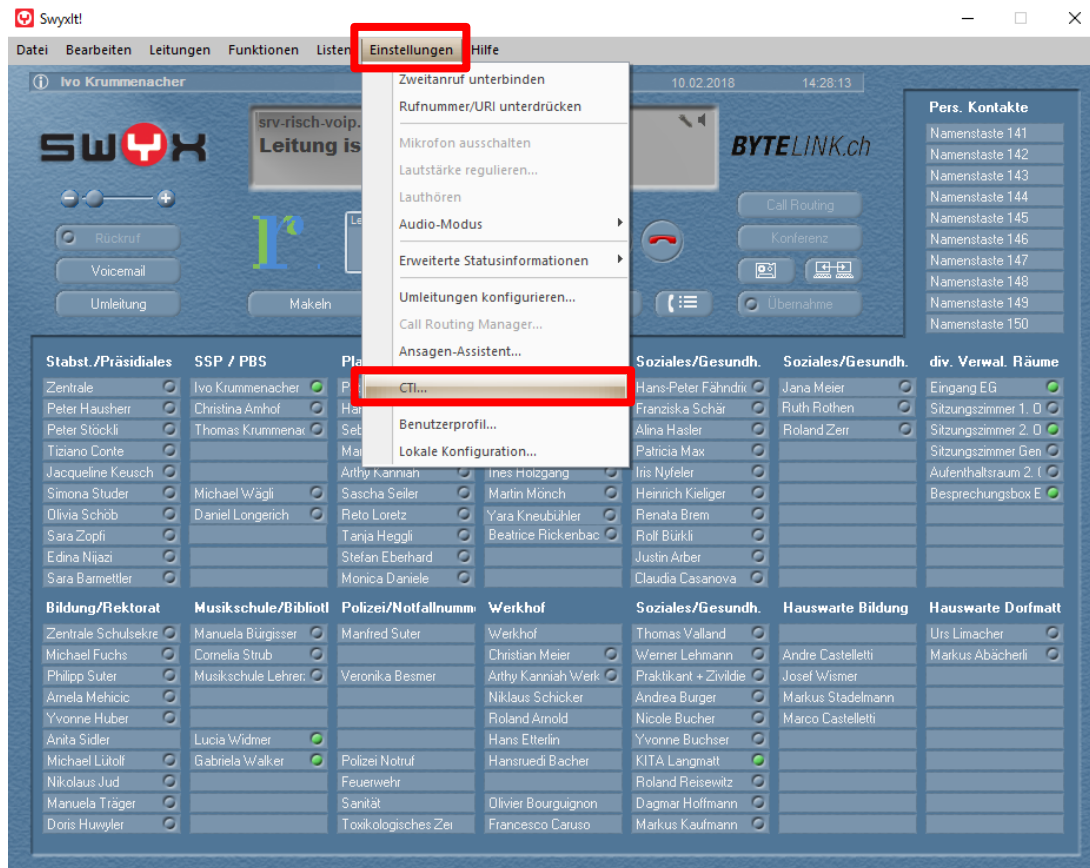 SwyxIt!
Datei Bearbeiten Leitungen Funktionen Listen Einstellungen Hilfe
Ivo Krummenacher 10.02.2018 14:28:13
srv-risch-voip.
Leitung is
swyx
BYTELINK.ch
Zweitanruf unterbinden
Rufnummer/URI unterdrücken
Mikrofon ausschalten
Lautstärke regulieren...
Lauthören
Audio-Modus
Erweiterte Statusinformationen
Umleitungen konfigurieren...
Call Routing Manager...
Ansagen-Assistent...
CTI...
Benutzerprofil...
Lokale Konfiguration...
Rückruf
Voicemail
Umleitung
Makeln
Call Routing
Konferenz
Übernahme
Pers. Kontakte
Namenstaste 141
Namenstaste 142
Namenstaste 143
Namenstaste 144
Namenstaste 145
Namenstaste 146
Namenstaste 147
Namenstaste 148
Namenstaste 149
Namenstaste 150
Stabst./Präsidiales
Zentrale
Peter Hausherr
Peter Stöckli
Tiziano Conte
Jacqueline Keusch
Simona Studer
Olivia Schöb
Sara Zopfi
Edina Nijazi
Sara Barmettler
SSP / PBS
Ivo Krummenacher
Christina Amhof
Thomas Krummenac
Michael Wägli
Daniel Longerich
Arthy Kanniah
Sascha Seiler
Reto Loretz
Tanja Heggli
Stefan Eberhard
Monica Daniele
Ines Holzgang
Martin Mönch
Yara Kneubühler
Beatrice Rickenbac
Soziales/Gesundh.
Hans-Peter Fähndric
Franziska Schär
Alina Hasler
Patricia Max
Iris Nyfeler
Heinrich Kieliger
Renata Brem
Rolf Bürkli
Justin Arber
Claudia Casanova
Soziales/Gesundh.
Jana Meier
Ruth Rothen
Roland Zerr
div. Verwal. Räume
Eingang EG
Sitzungszimmer 1. O
Sitzungszimmer 2. O
Sitzungszimmer Gen
Aufenthaltsraum 2. (
Besprechungsbox E
Bildung/Rektorat
Zentrale Schulsekre
Michael Fuchs
Philipp Suter
Arnela Mehicic
Yvonne Huber
Anita Sidler
Michael Lütolf
Nikolaus Jud
Manuela Träger
Doris Huwyler
Musikschule/Bibliotl
Manuela Bürgisser
Cornelia Strub
Musikschule Lehrer:
Lucia Widmer
Gabriela Walker
Polizei/Notfallnumm
Manfred Suter
Veronika Besmer
Polizei Notruf
Feuerwehr
Sanität
Toxikologisches Zei
Werkhof
Werkhof
Christian Meier
Arthy Kanniah Werk
Niklaus Schicker
Roland Arnold
Hans Etterlin
Hansruedi Bacher
Olivier Bourguignon
Francesco Caruso
Soziales/Gesundh.
Thomas Valland
Werner Lehmann
Praktikant + Zivildie
Andrea Burger
Nicole Bucher
Yvonne Buchser
KITA Langmatt
Roland Reisewitz
Dagmar Hoffmann
Markus Kaufmann
Hauswarte Bildung
Andre Castelletti
Josef Wismer
Markus Stadelmann
Marco Castelletti
Hauswarte Dorfmatt
Urs Limacher
Markus Abächerli